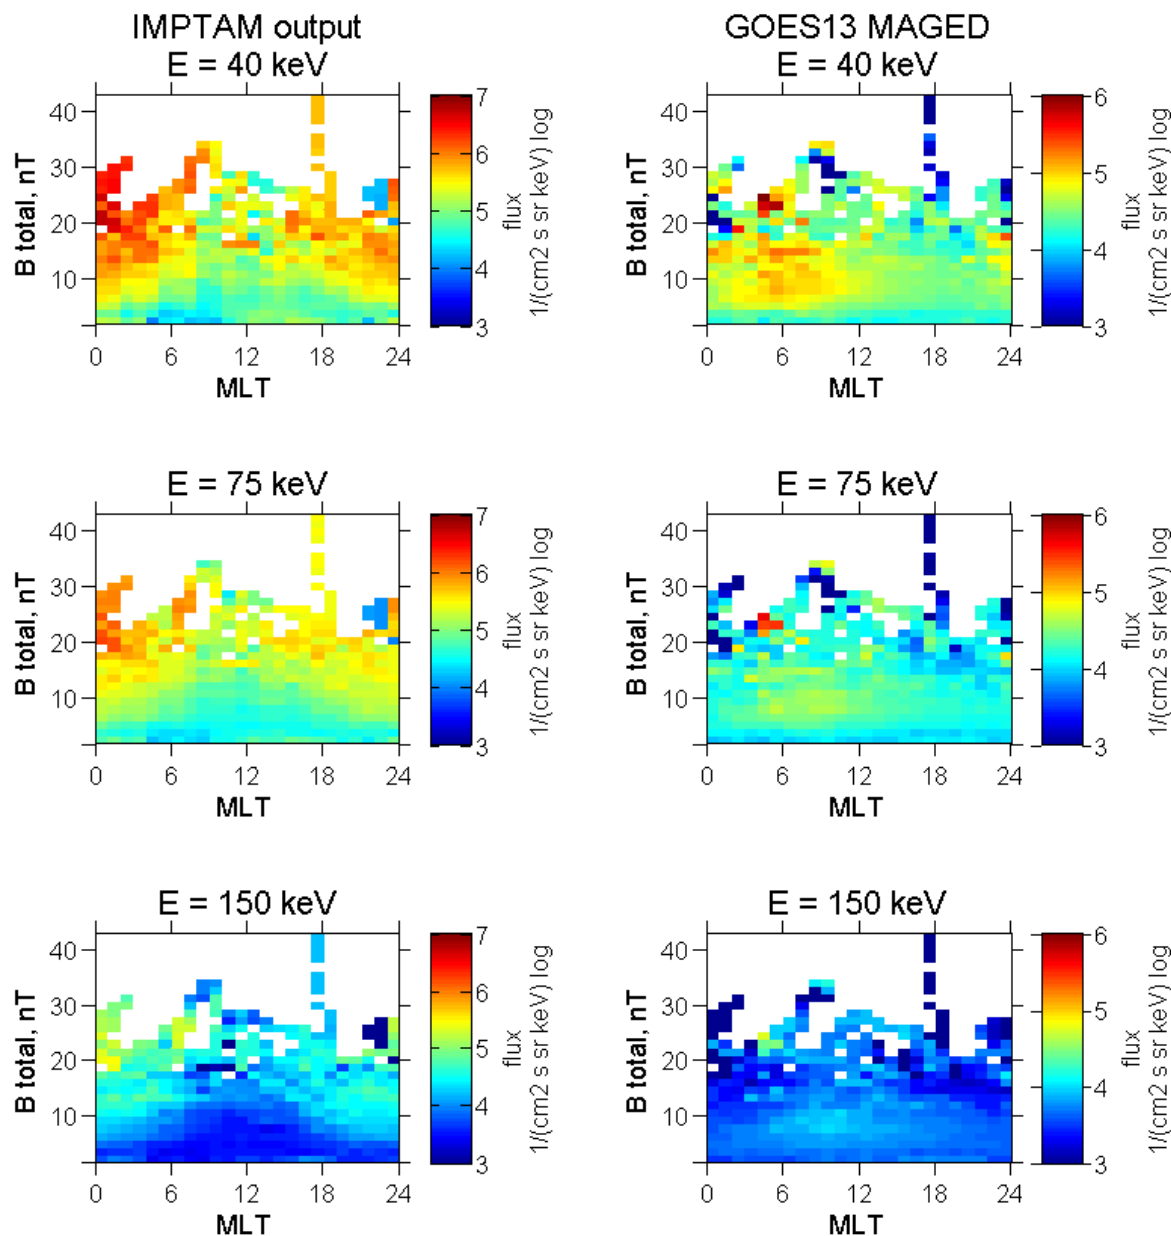 IMPTAM output
E = 40 keV
GOES13 MAGED
E = 40 keV
40
30
20
10
B total, nT
0
6
12
18
24
MLT
7
6
5
4
3
flux
1/(cm2 s sr keV) log
40
30
20
10
B total, nT
0
6
12
18
24
MLT
6
5
4
3
flux
1/(cm2 s sr keV) log
E = 75 keV
40
30
20
10
B total, nT
0
6
12
18
24
MLT
7
6
5
4
3
flux
1/(cm2 s sr keV) log
E = 75 keV
40
30
20
10
B total, nT
0
6
12
18
24
MLT
6
5
4
3
flux
1/(cm2 s sr keV) log
E = 150 keV
40
30
20
10
B total, nT
0
6
12
18
24
MLT
7
6
5
4
3
flux
1/(cm2 s sr keV) log
E = 150 keV
40
30
20
10
B total, nT
0
6
12
18
24
MLT
6
5
4
3
flux
1/(cm2 s sr keV) log